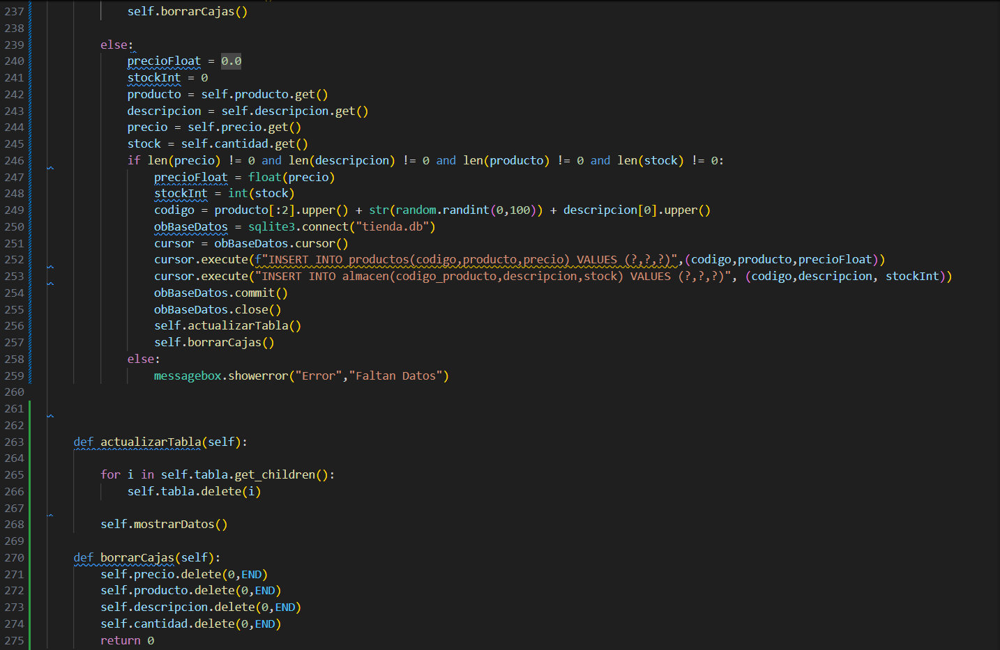 237 self.borrarCajas()
238
239 else:
240 precioFloat = 0.0
241 stockInt = 0
242 producto = self.producto.get()
243 descripcion = self.descripcion.get()
244 precio = self.precio.get()
245 stock = self.cantidad.get()
246 if len(precio) != 0 and len(descripcion) != 0 and len(producto) != 0 and len(stock) != 0:
247 precioFloat = float(precio)
248 stockInt = int(stock)
249 codigo = producto[:2].upper() + str(random.randint(0,100)) + descripcion[0].upper()
250 obBaseDatos = sqlite3.connect("tienda.db")
251 cursor = obBaseDatos.cursor()
252 cursor.execute(f"INSERT INTO productos(codigo,producto,precio) VALUES (?,?,?)",(codigo,producto,precioFloat))
253 cursor.execute("INSERT INTO almacen(codigo_producto,descripcion,stock) VALUES (?,?,?)", (codigo,descripcion, stockInt))
254 obBaseDatos.commit()
255 obBaseDatos.close()
256 self.actualizarTabla()
257 self.borrarCajas()
258 else:
259 messagebox.showerror("Error","Faltan Datos")
260
261
262
263 def actualizarTabla(self):
264
265 for i in self.tabla.get_children():
266 self.tabla.delete(i)
267
268 self.mostrarDatos()
269
270 def borrarCajas(self):
271 self.precio.delete(0,END)
272 self.producto.delete(0,END)
273 self.descripcion.delete(0,END)
274 self.cantidad.delete(0,END)
275 return 0